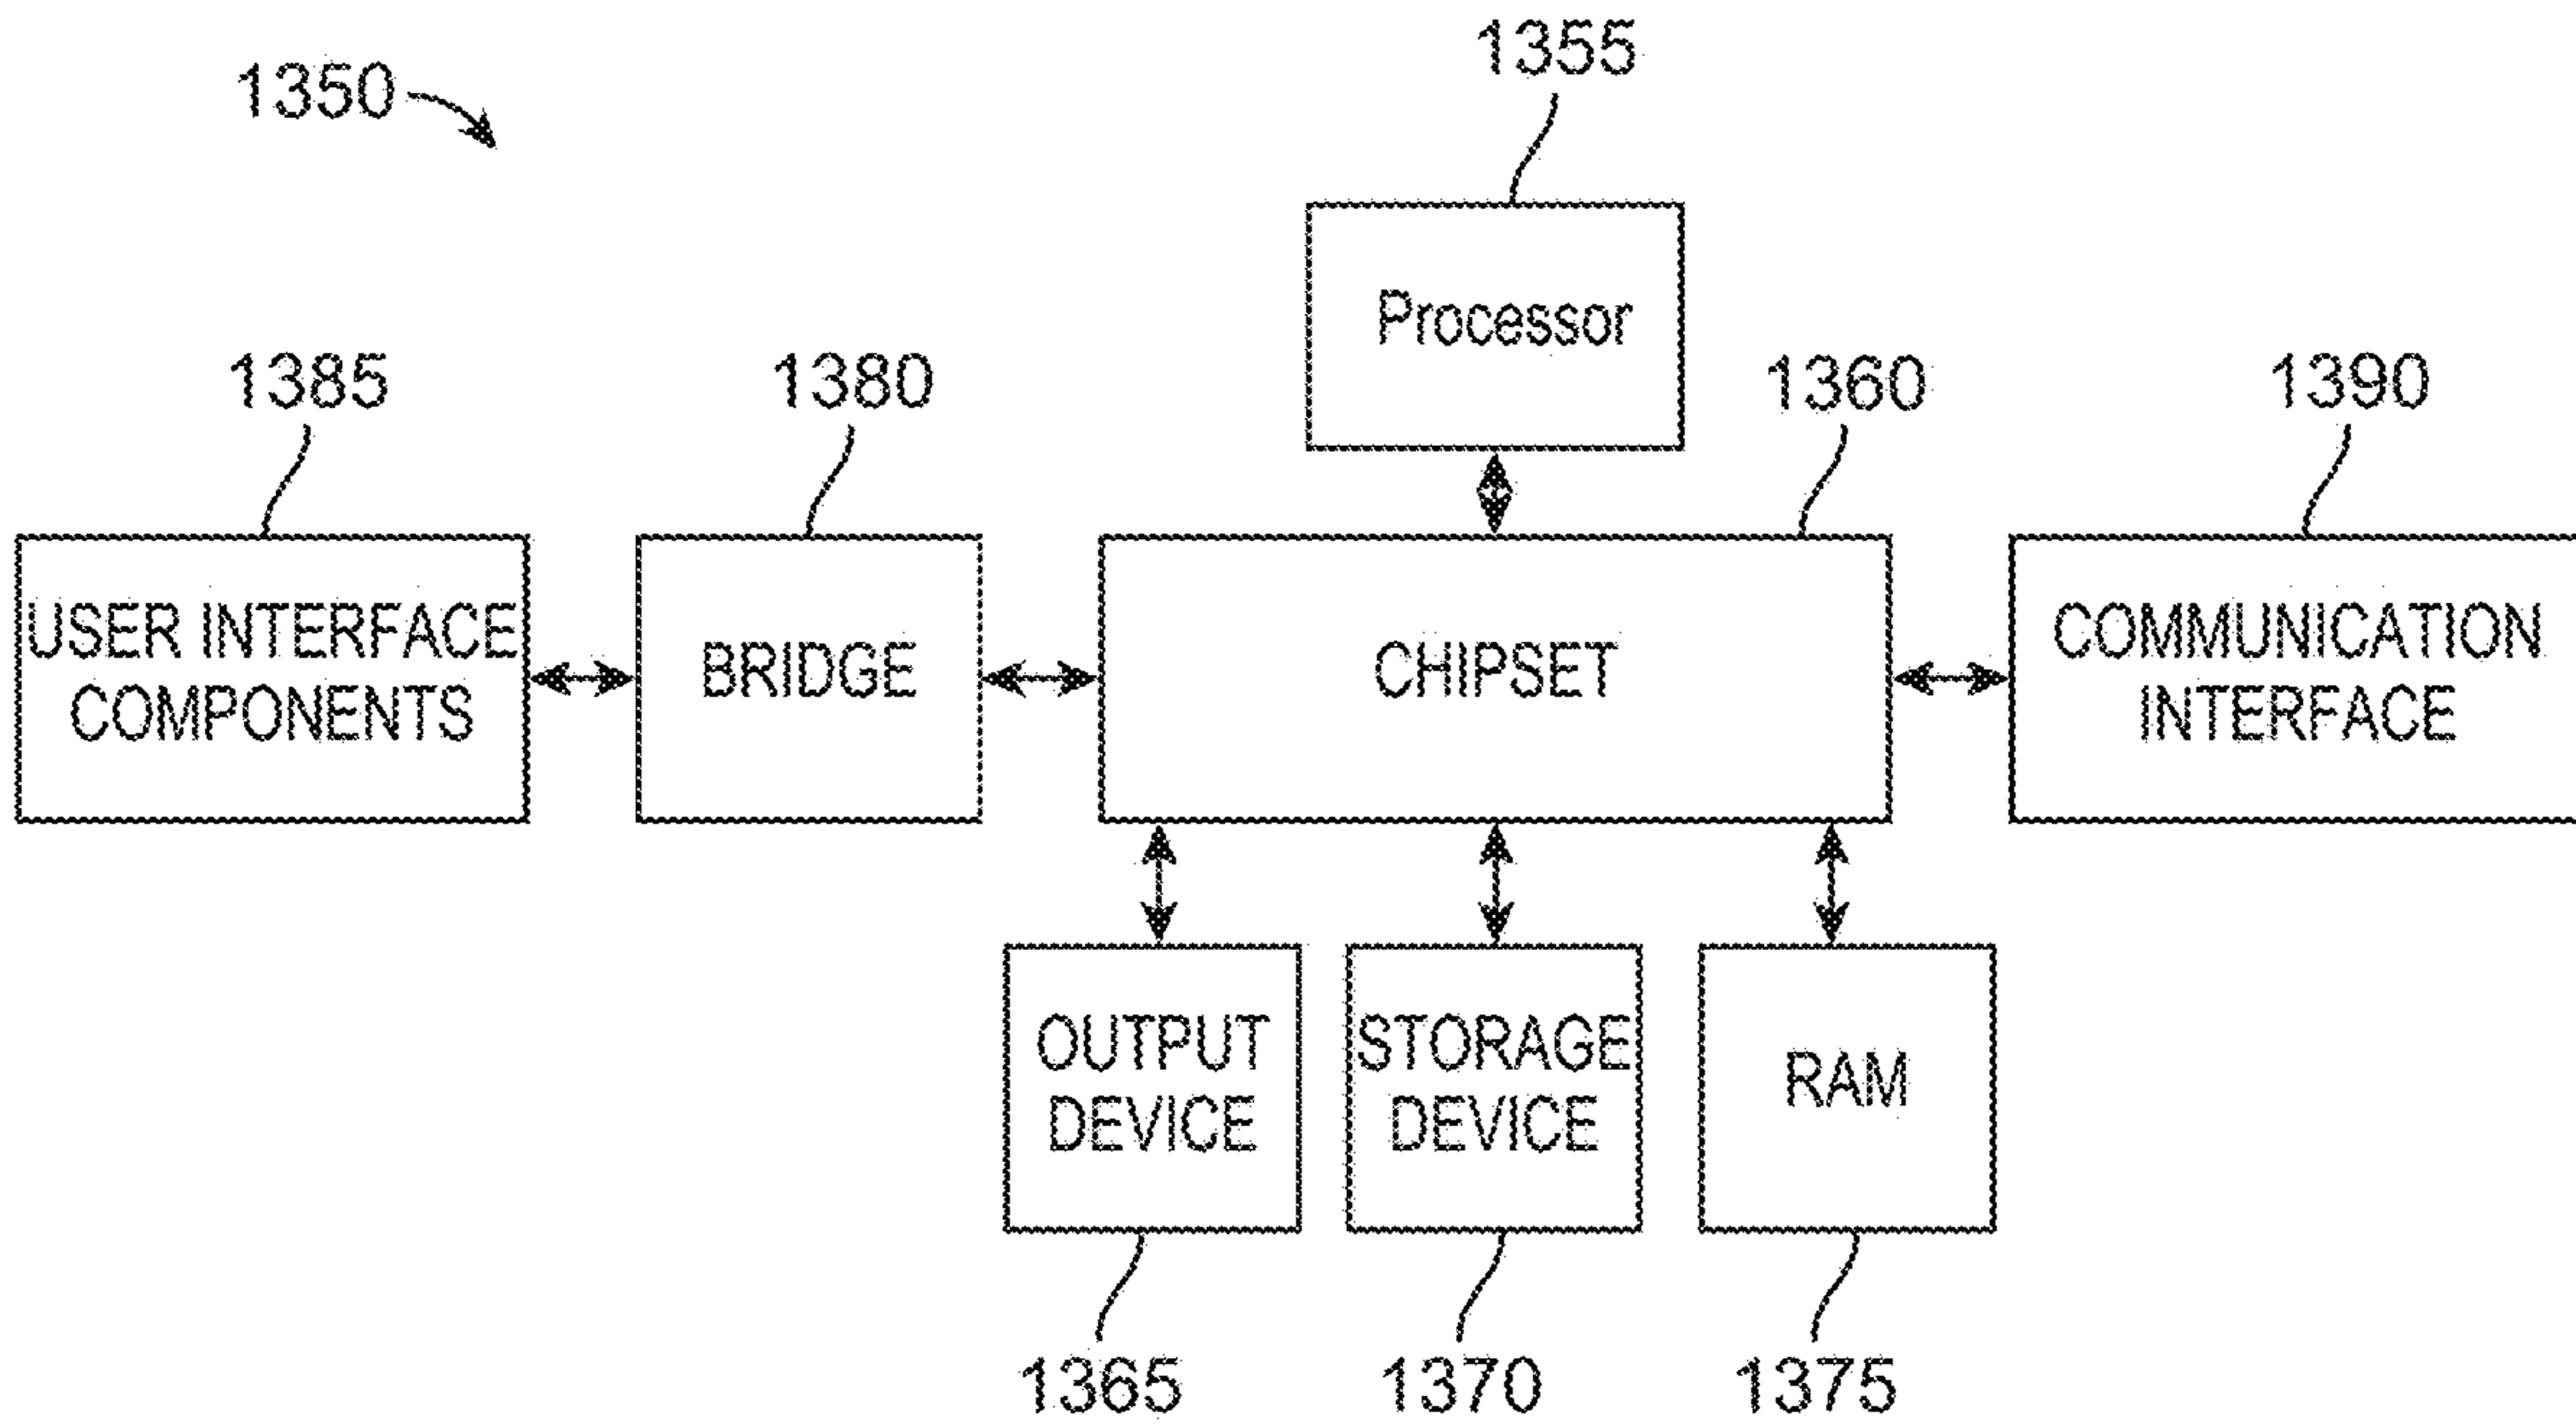 1350
1355
Processor
1385
1380
1360
1390
USER INTERFACE
COMPONENTS
BRIDGE
CHIPSET
COMMUNICATION
INTERFACE
OUTPUT
DEVICE
STORAGE
DEVICE
RAM
1365
1370
1375